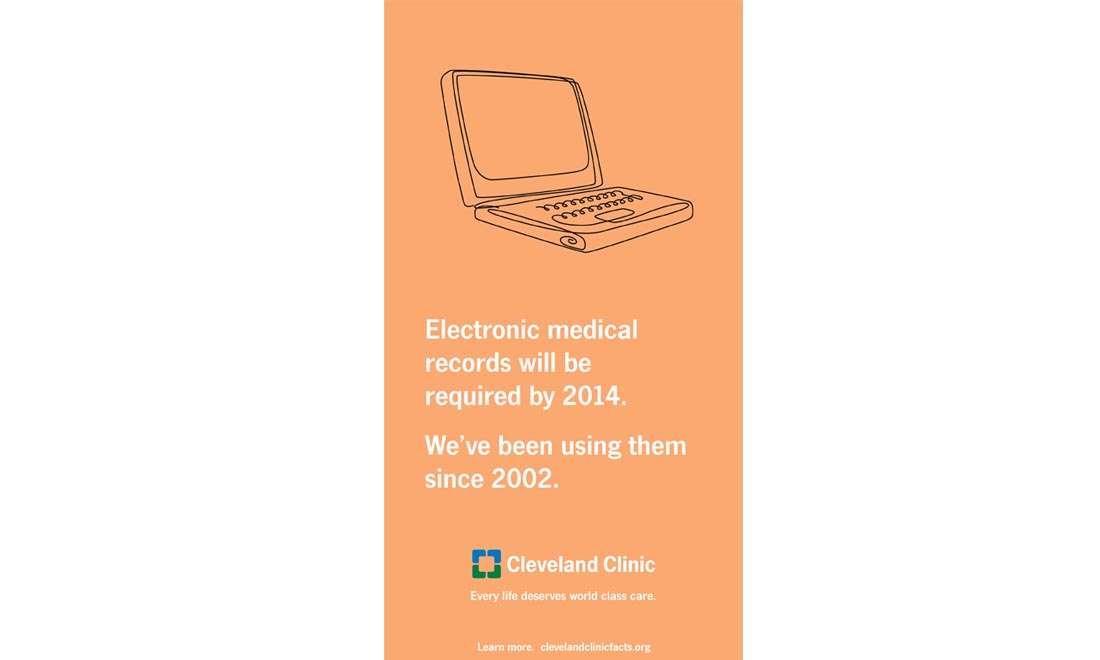 Electronic medical
records will be
required by 2014.
We’ve been using them
since 2002.
Cleveland Clinic
Every life deserves world class care.
Learn more. clevelandclinicfacts.org